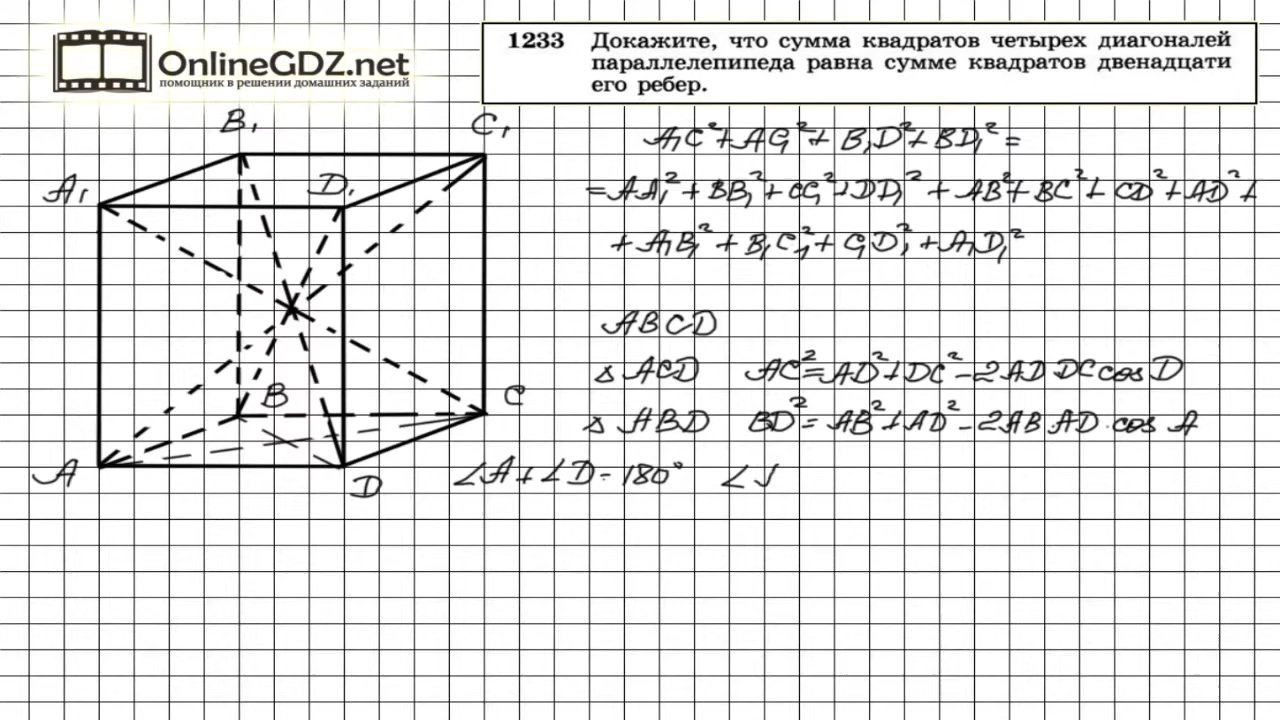 OnlineGDZ.net
помощник в решении домашних заданий
1233 Докажите, что сумма квадратов четырех диагоналей
параллелепипеда равна сумме квадратов двенадцати
его ребер.
A₁C²+AC₁²+B₁D²+BD₁²=
=AA₁²+BB₁²+CC₁²+DD₁²+AB²+BC²+CD²+AD²+
+A₁B₁²+B₁C₁²+C₁D₁²+A₁D₁²
ABCD
△ACD AC²=AD²+DC²-2AD DC cos D
△ABD BD²=AB²+AD²-2AB AD·cos A
∠A+∠D=180° ∠
B₁
C₁
A₁
D₁
B
C
A
D